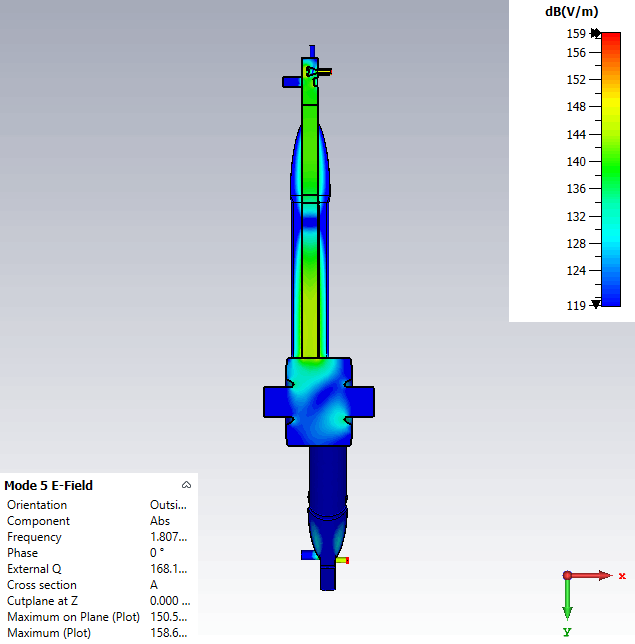 dB(V/m)
159
156
152
148
144
140
136
132
128
124
119
Mode 5 E-Field
Orientation Outsi...
Component Abs
Frequency 1.807...
Phase 0 °
External Q 168.1...
Cross section A
Cutplane at Z 0.000 ...
Maximum on Plane (Plot) 150.5...
Maximum (Plot) 158.6...
x
y